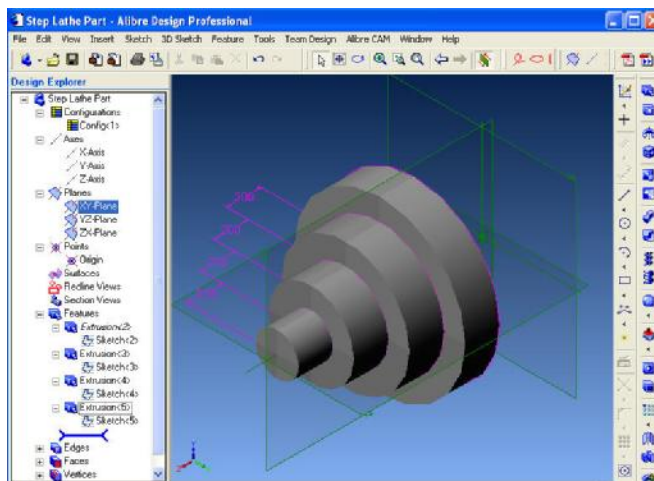 Step Lathe Part - Alibre Design Professional
File Edit View Insert Sketch 3D Sketch Feature Tools Team Design Alibre CAM Window Help
Design Explorer
Step Lathe Part
Configurations
Config<1>
Axes
X-Axis
Y-Axis
Z-Axis
Planes
XY-Plane
YZ-Plane
ZX-Plane
Points
Origin
Surfaces
Redline Views
Section Views
Features
Extrusion<2>
Sketch<2>
Extrusion<3>
Sketch<3>
Extrusion<4>
Sketch<4>
Extrusion<5>
Sketch<5>
Edges
Faces
Vertices